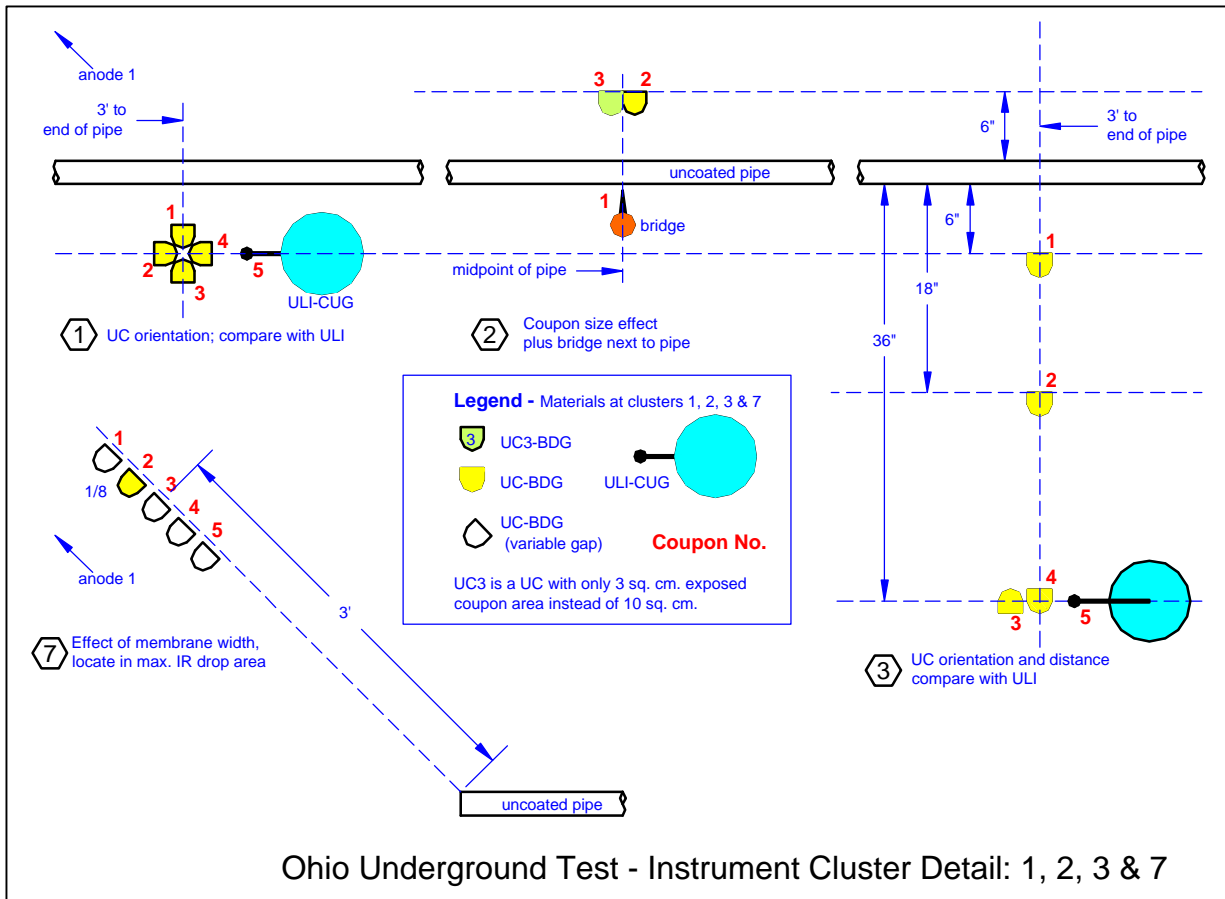 anode 1
3' to
end of pipe
1
2
3
4
5
ULI-CUG
1
UC orientation; compare with ULI
3
2
uncoated pipe
1
bridge
midpoint of pipe
2
Coupon size effect
plus bridge next to pipe
6"
3' to
end of pipe
6"
18"
36"
1
2
3
4
5
3
UC orientation and distance
compare with ULI
Legend - Materials at clusters 1, 2, 3 & 7
3
UC3-BDG
UC-BDG
ULI-CUG
UC-BDG
(variable gap)
Coupon No.
UC3 is a UC with only 3 sq. cm. exposed
coupon area instead of 10 sq. cm.
1
2
3
4
5
1/8
anode 1
3'
7
Effect of membrane width,
locate in max. IR drop area
uncoated pipe
Ohio Underground Test - Instrument Cluster Detail: 1, 2, 3 & 7